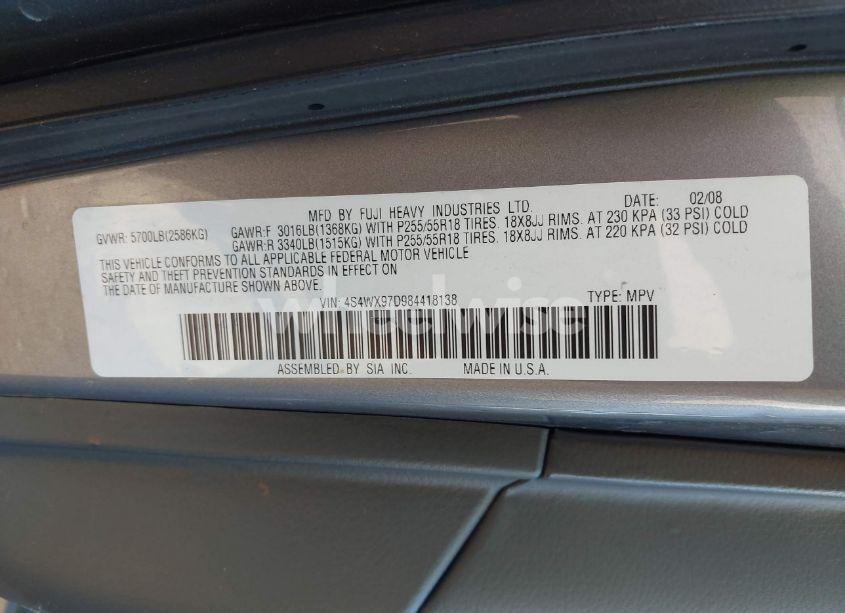 MFD BY FUJI HEAVY INDUSTRIES LTD. DATE: 02/08
GVWR: 5700LB(2586KG) GAWR:F 3016LB(1368KG) WITH P255/55R18 TIRES. 18X8JJ RIMS. AT 230 KPA (33 PSI) COLD
GAWR:R 3340LB(1515KG) WITH P255/55R18 TIRES. 18X8JJ RIMS. AT 220 KPA (32 PSI) COLD
THIS VEHICLE CONFORMS TO ALL APPLICABLE FEDERAL MOTOR VEHICLE
SAFETY AND THEFT PREVENTION STANDARDS IN EFFECT ON
THE DATE OF MANUFACTURE SHOWN ABOVE.
VIN: 4S4WX97D984418138 TYPE: MPV
wheelwise
ASSEMBLED BY SIA INC. MADE IN U.S.A.